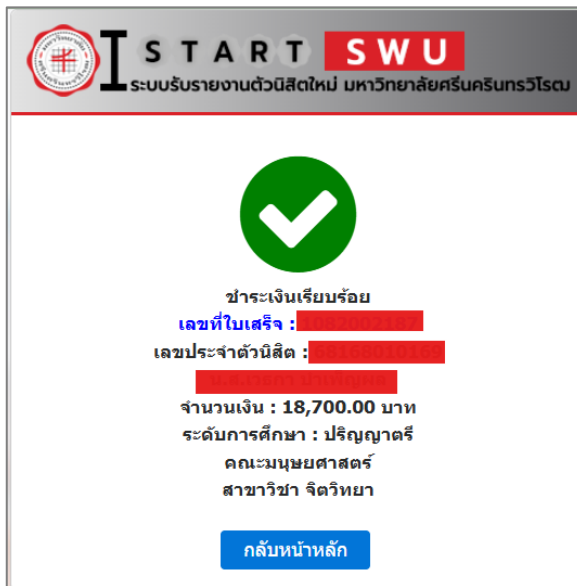 I START SWU
ระบบรับรายงานตัวนิสิตใหม่ มหาวิทยาลัยศรีนครินทรวิโรฒ
ชำระเงินเรียบร้อย
เลขที่ใบเสร็จ :
เลขประจำตัวนิสิต :
จำนวนเงิน : 18,700.00 บาท
ระดับการศึกษา : ปริญญาตรี
คณะมนุษยศาสตร์
สาขาวิชา จิตวิทยา
กลับหน้าหลัก